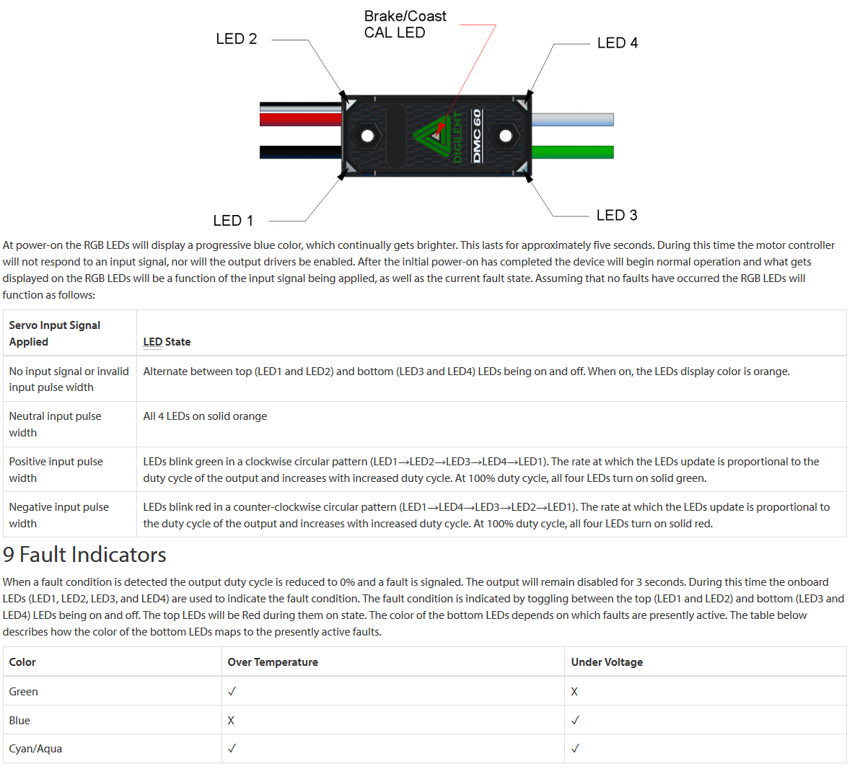 Brake/Coast
CAL LED
LED 2
LED 4
DIGILENT
DMC 60
LED 1
LED 3
At power-on the RGB LEDs will display a progressive blue color, which continually gets brighter. This lasts for approximately five seconds. During this time the motor controller
will not respond to an input signal, nor will the output drivers be enabled. After the initial power-on has completed the device will begin normal operation and what gets
displayed on the RGB LEDs will be a function of the input signal being applied, as well as the current fault state. Assuming that no faults have occurred the RGB LEDs will
function as follows:
Servo Input Signal
Applied
LED State
No input signal or invalid
input pulse width
Alternate between top (LED1 and LED2) and bottom (LED3 and LED4) LEDs being on and off. When on, the LEDs display color is orange.
Neutral input pulse
width
All 4 LEDs on solid orange
Positive input pulse
width
LEDs blink green in a clockwise circular pattern (LED1→LED2→LED3→LED4→LED1). The rate at which the LEDs update is proportional to the
duty cycle of the output and increases with increased duty cycle. At 100% duty cycle, all four LEDs turn on solid green.
Negative input pulse
width
LEDs blink red in a counter-clockwise circular pattern (LED1→LED4→LED3→LED2→LED1). The rate at which the LEDs update is proportional to
the duty cycle of the output and increases with increased duty cycle. At 100% duty cycle, all four LEDs turn on solid red.
9 Fault Indicators
When a fault condition is detected the output duty cycle is reduced to 0% and a fault is signaled. The output will remain disabled for 3 seconds. During this time the onboard
LEDs (LED1, LED2, LED3, and LED4) are used to indicate the fault condition. The fault condition is indicated by toggling between the top (LED1 and LED2) and bottom (LED3 and
LED4) LEDs being on and off. The top LEDs will be Red during them on state. The color of the bottom LEDs depends on which faults are presently active. The table below
describes how the color of the bottom LEDs maps to the presently active faults.
Color Over Temperature Under Voltage
Green √ X
Blue X √
Cyan/Aqua √ √